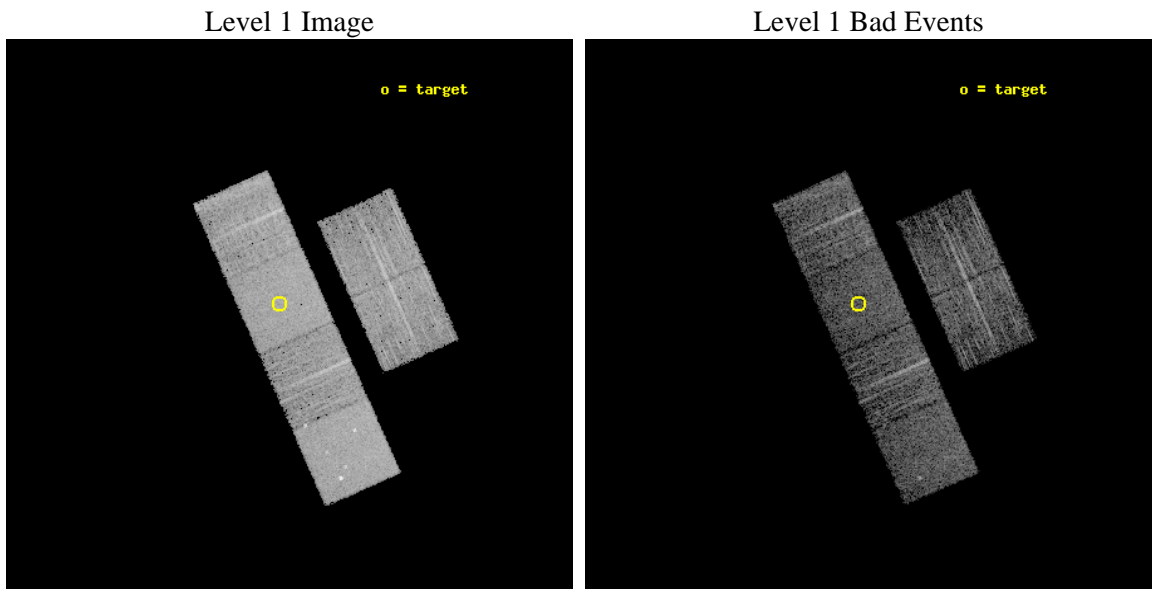 Level 1 Image
Level 1 Bad Events
o = target
o = target